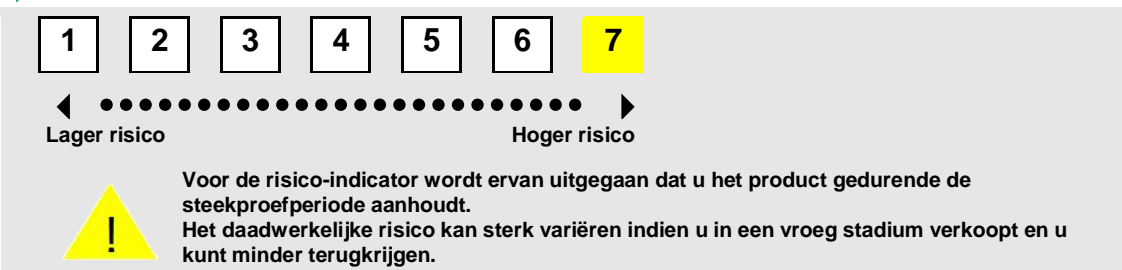 1 2 3 4 5 6 7
Lager risico Hoger risico
!
Voor de risico-indicator wordt ervan uitgegaan dat u het product gedurende de
steekproefperiode aanhoudt.
Het daadwerkelijke risico kan sterk variëren indien u in een vroeg stadium verkoopt en u
kunt minder terugkrijgen.